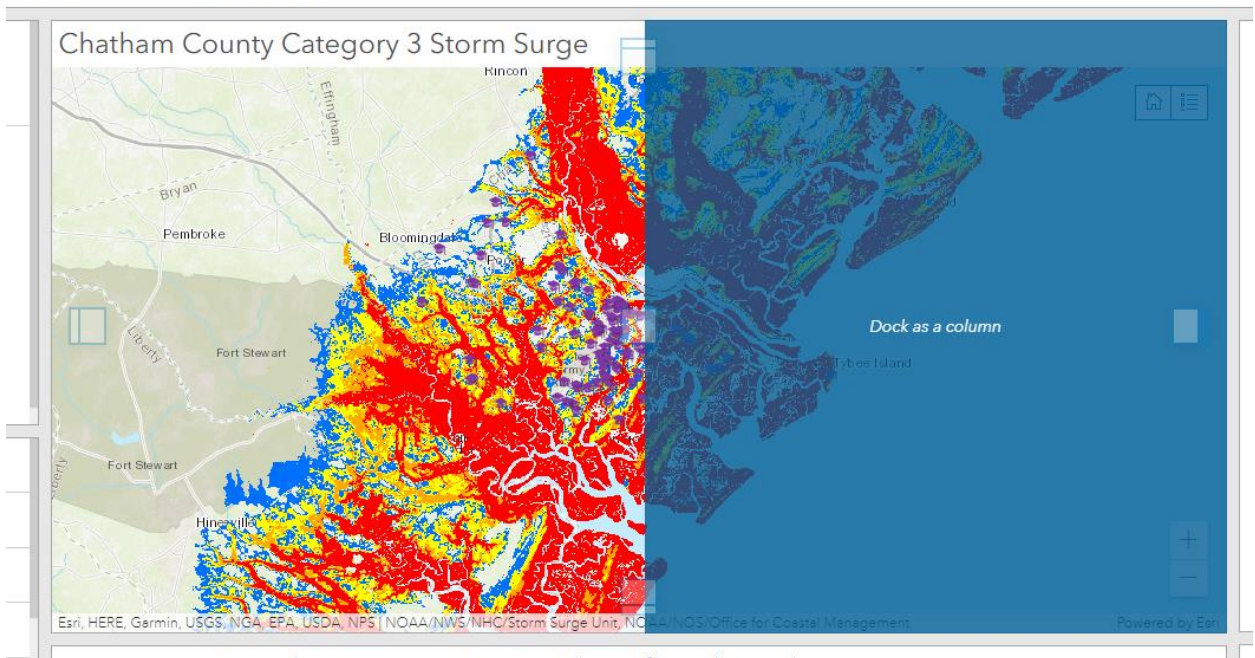 Chatham County Category 3 Storm Surge
Rincon
Effingham
Bryan
Pembroke
Bloomingdale
Fort Stewart
Liberty
Dock as a column
Tybee Island
Fort Stewart
Liberty
Hinesville
Esri, HERE, Garmin, USGS, NGA, EPA, USDA, NPS | NOAA/NWS/NHC/Storm Surge Unit, NOAA/NOS/Office for Coastal Management
Powered by Esri